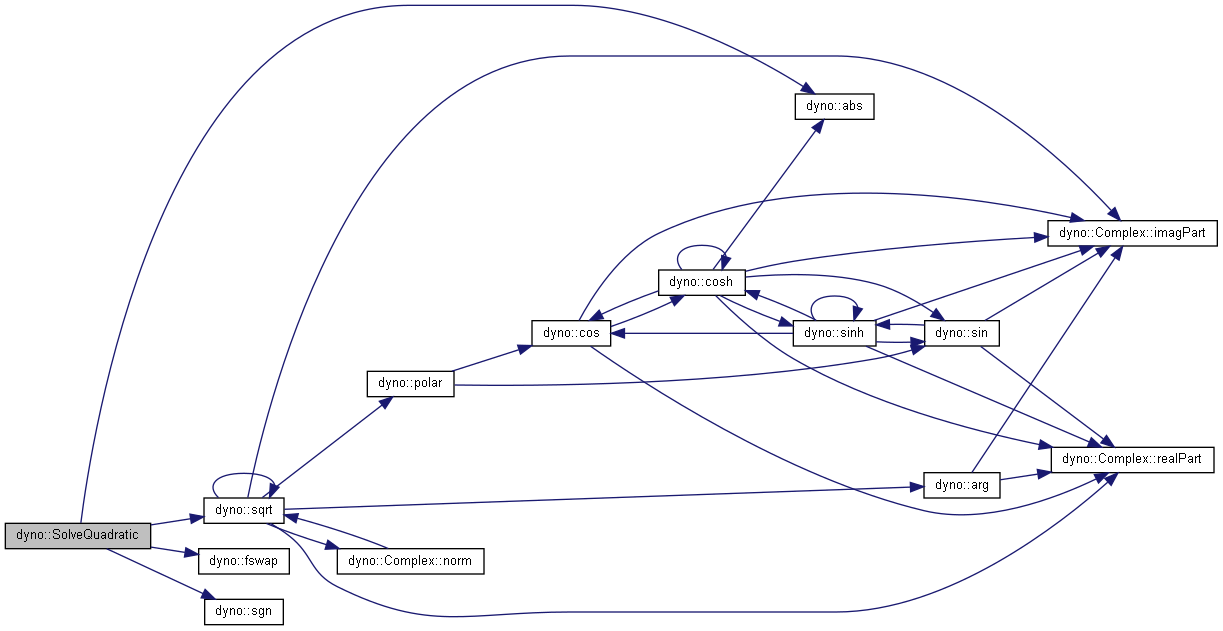 dyno::abs
dyno::Complex::imagPart
dyno::cosh
dyno::cos
dyno::sinh
dyno::sin
dyno::polar
dyno::Complex::realPart
dyno::arg
dyno::sqrt
dyno::SolveQuadratic
dyno::fswap
dyno::Complex::norm
dyno::sgn